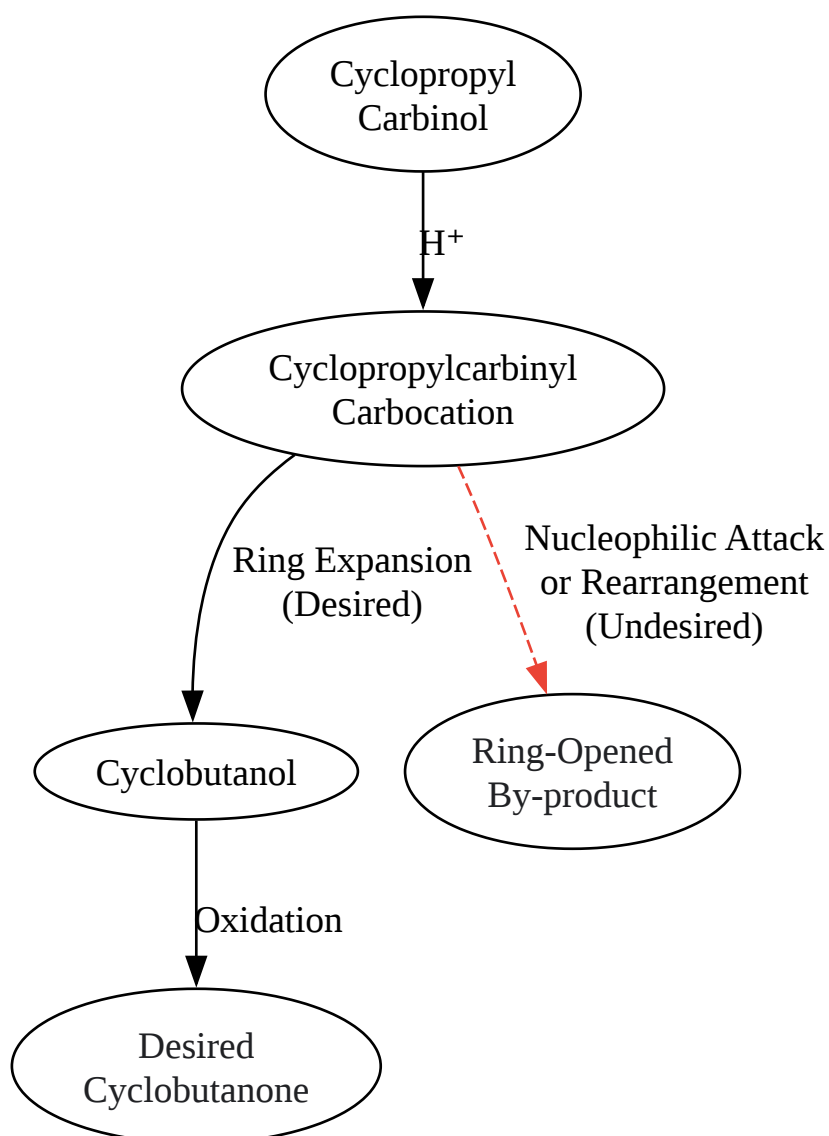 Cyclopropyl
Carbinol
H⁺
Cyclopropylcarbinyl
Carbocation
Ring Expansion
(Desired)
Nucleophilic Attack
or Rearrangement
(Undesired)
Cyclobutanol
Ring-Opened
By-product
Oxidation
Desired
Cyclobutanone